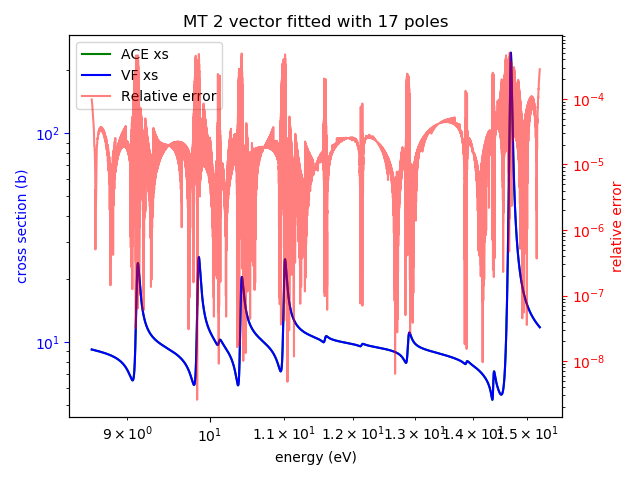 MT 2 vector fitted with 17 poles
ACE xs
VF xs
Relative error
cross section (b)
10²
10¹
10⁻⁴
10⁻⁵
10⁻⁶
10⁻⁷
10⁻⁸
relative error
9×10⁰ 10¹ 1.1×10¹ 1.2×10¹ 1.3×10¹ 1.4×10¹ 1.5×10¹
energy (eV)